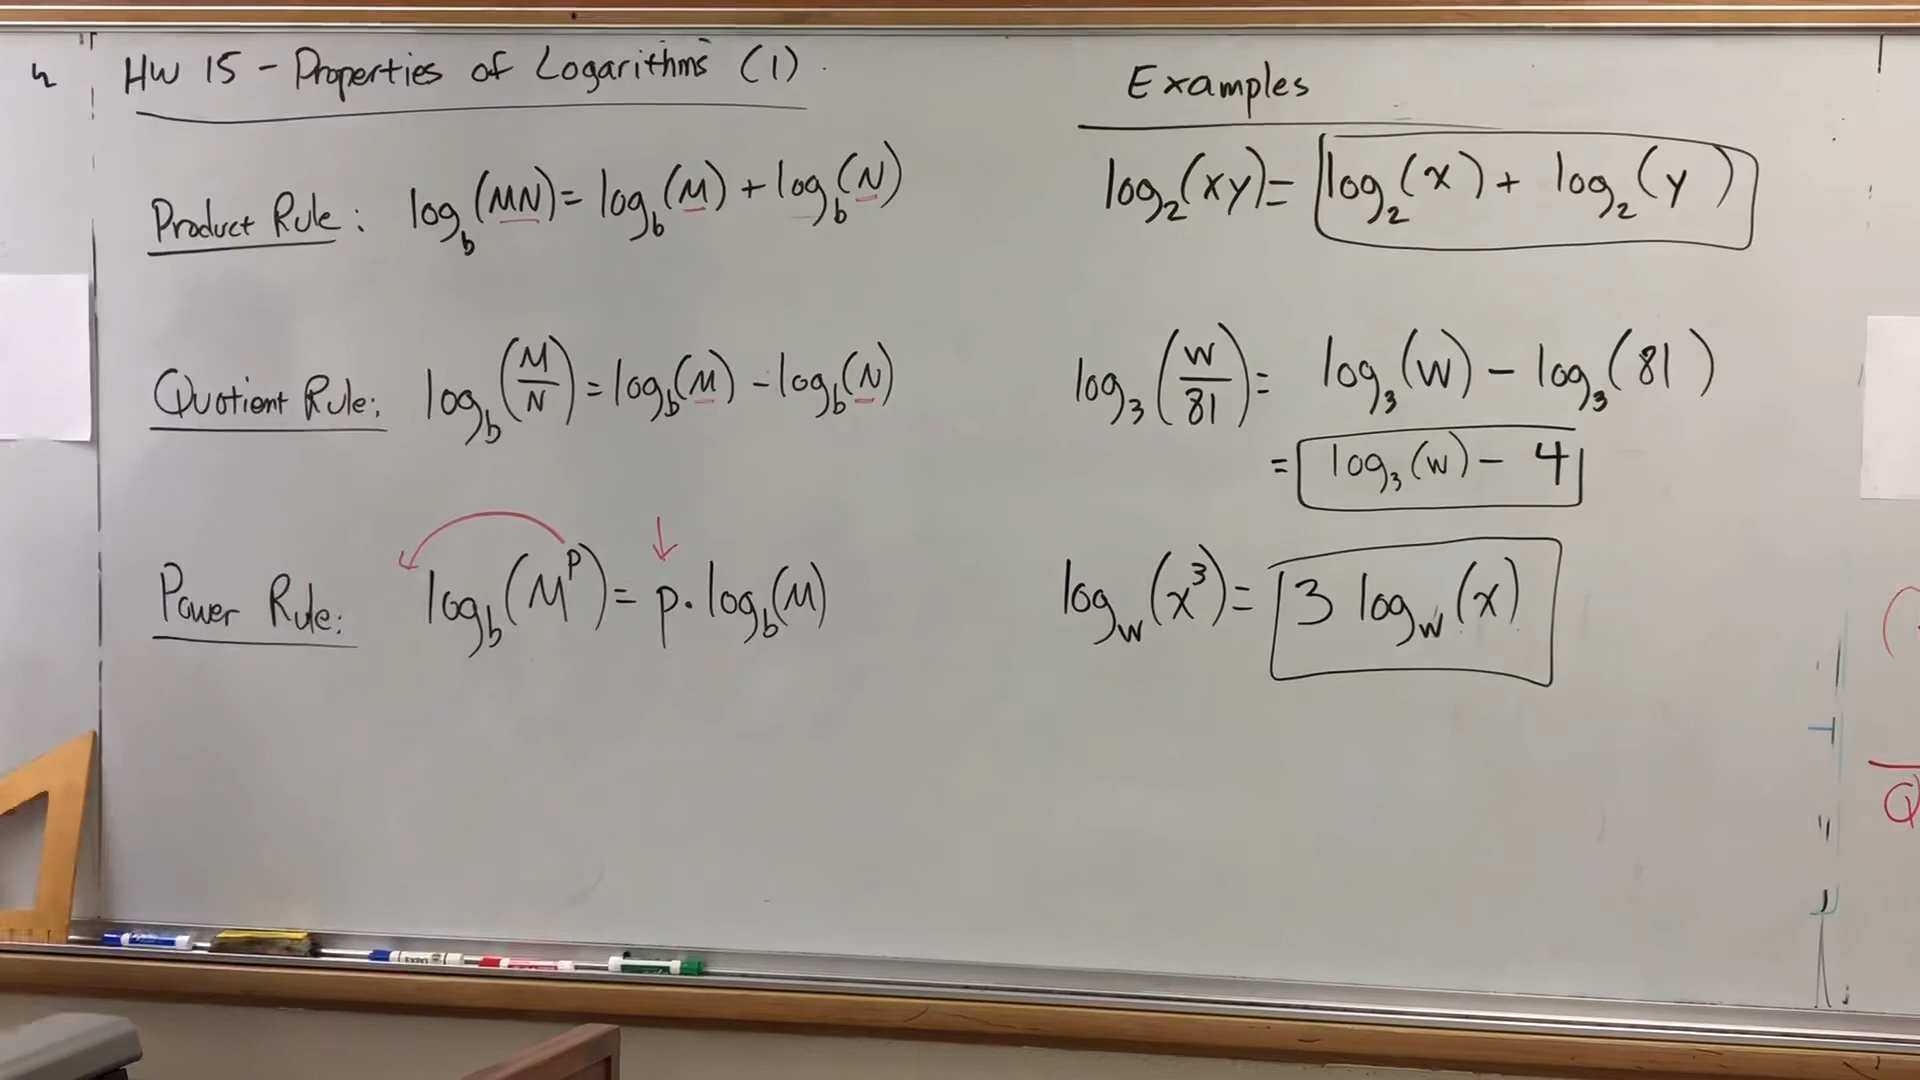 HW 15 - Properties of Logarithms (1)
Product Rule: log_b(MN) = log_b(M) + log_b(N)
Quotient Rule: log_b(M/N) = log_b(M) - log_b(N)
Power Rule: log_b(M^p) = p · log_b(M)
Examples
log_2(xy) = log_2(x) + log_2(y)
log_3(w/81) = log_3(w) - log_3(81)
= log_3(w) - 4
log_w(x^3) = 3 log_w(x)
EXPO